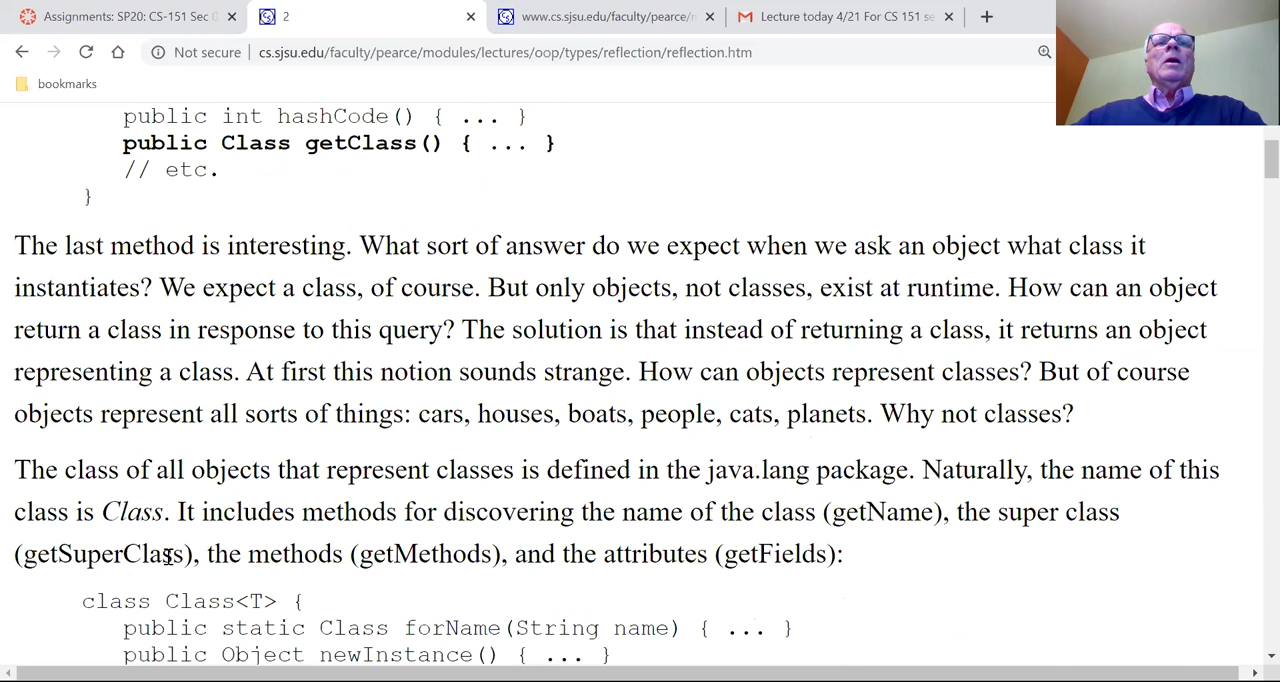 Assignments: SP20: CS-151 Sec
2
www.cs.sjsu.edu/faculty/pearce/
Lecture today 4/21 For CS 151 se
Not secure
cs.sjsu.edu/faculty/pearce/modules/lectures/oop/types/reflection/reflection.htm
bookmarks
public int hashCode() { ... }
public Class getClass() { ... }
// etc.
}
The last method is interesting. What sort of answer do we expect when we ask an object what class it
instantiates? We expect a class, of course. But only objects, not classes, exist at runtime. How can an object
return a class in response to this query? The solution is that instead of returning a class, it returns an object
representing a class. At first this notion sounds strange. How can objects represent classes? But of course
objects represent all sorts of things: cars, houses, boats, people, cats, planets. Why not classes?
The class of all objects that represent classes is defined in the java.lang package. Naturally, the name of this
class is Class. It includes methods for discovering the name of the class (getName), the super class
(getSuperClass), the methods (getMethods), and the attributes (getFields):
class Class<T> {
public static Class forName(String name) { ... }
public Object newInstance() { ... }